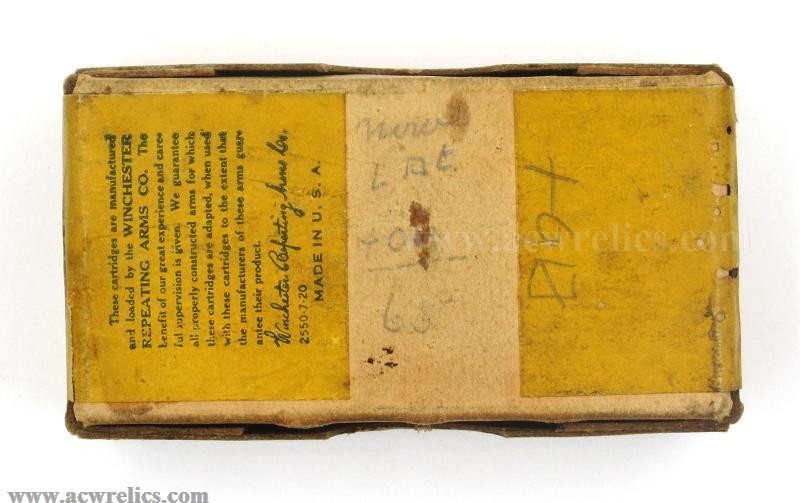 These cartridges are manufactured
and loaded by the WINCHESTER
REPEATING ARMS CO. The
benefit of our great experience and care-
ful supervision is given. We guarantee
all properly constructed arms for which
these cartridges are adapted, when used
with these cartridges to the extent that
the manufacturers of these arms guar-
antee their product.
Winchester Repeating Arms Co.
2550-7-20
MADE IN U. S. A.
65
www.acwrelics.com
www.acwrelics.com